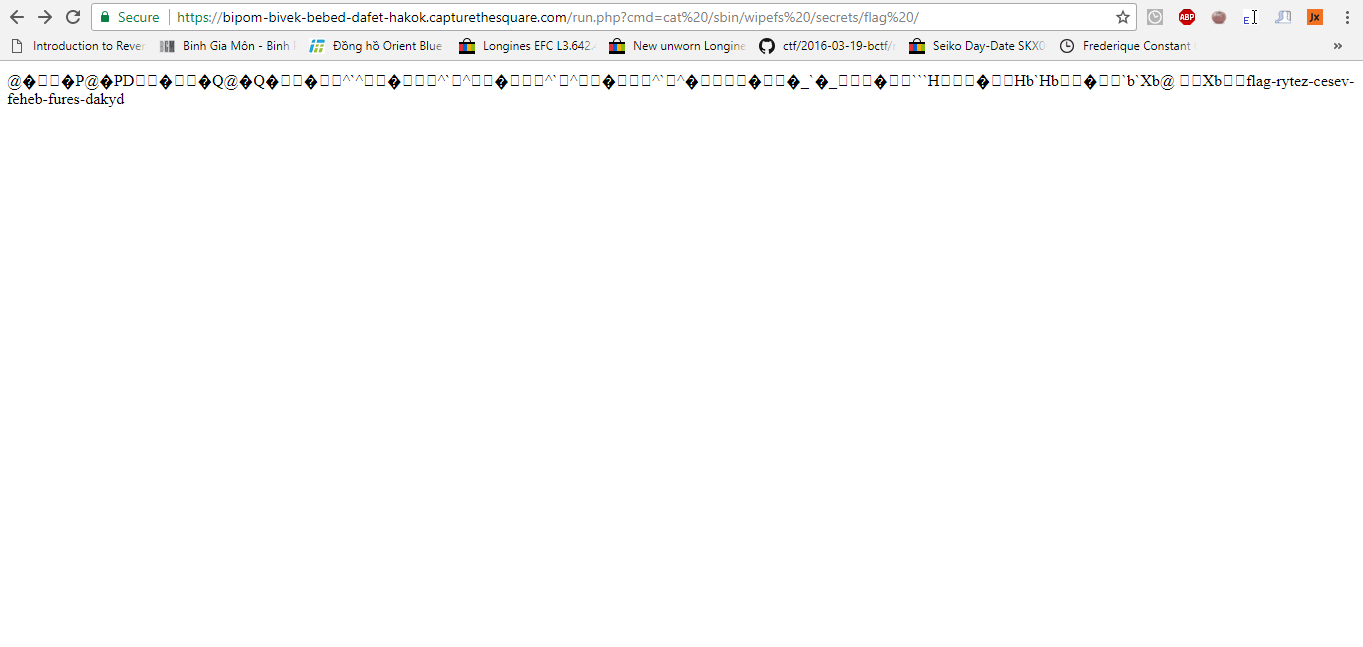 Secure https://bipom-bivek-bebed-dafet-hakok.capturethesquare.com/run.php?cmd=cat%20/sbin/wipefs%20/secrets/flag%20/
ABP E Jx
Introduction to Rever Binh Gia Môn - Binh Đồng hồ Orient Blue Longines EFC L3.642. New unworn Longine ctf/2016-03-19-bctf/ Seiko Day-Date SKX0 Frederique Constant »
@�□□�P@�PD□□�□□�Q@�Q□□�□□^`^□□�□□□^`□^□□�□□□^`□^□□�□□□^`□^�□□□□�□□�_`�_□□□�□□```H□□□�□□Hb`Hb□□�□□`b`Xb@ □□Xb□□flag-rytez-cesev-
feheb-fures-dakyd